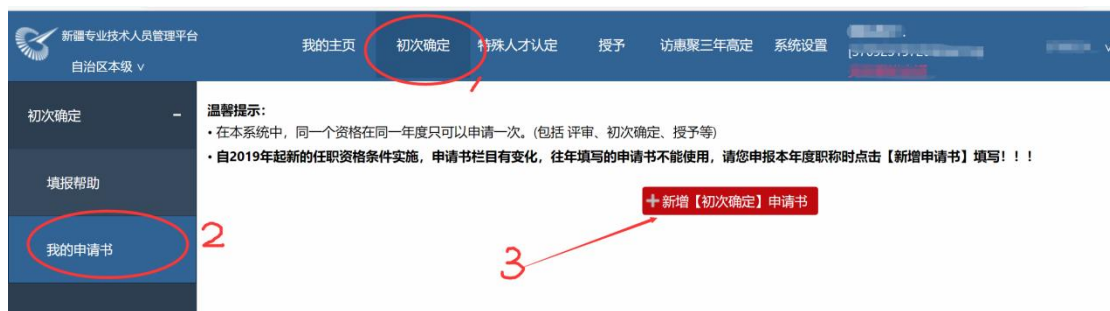 新疆专业技术人员管理平台
自治区本级 ∨
我的主页 初次确定 特殊人才认定 授予 访惠聚三年高定 系统设置
1
初次确定 -
填报帮助
我的申请书
2
温馨提示：
• 在本系统中，同一个资格在同一年度只可以申请一次。(包括 评审、初次确定、授予等)
• 自2019年起新的任职资格条件实施，申请书栏目有变化，往年填写的申请书不能使用，请您申报本年度职称时点击【新增申请书】填写！！！
+新增【初次确定】申请书
3